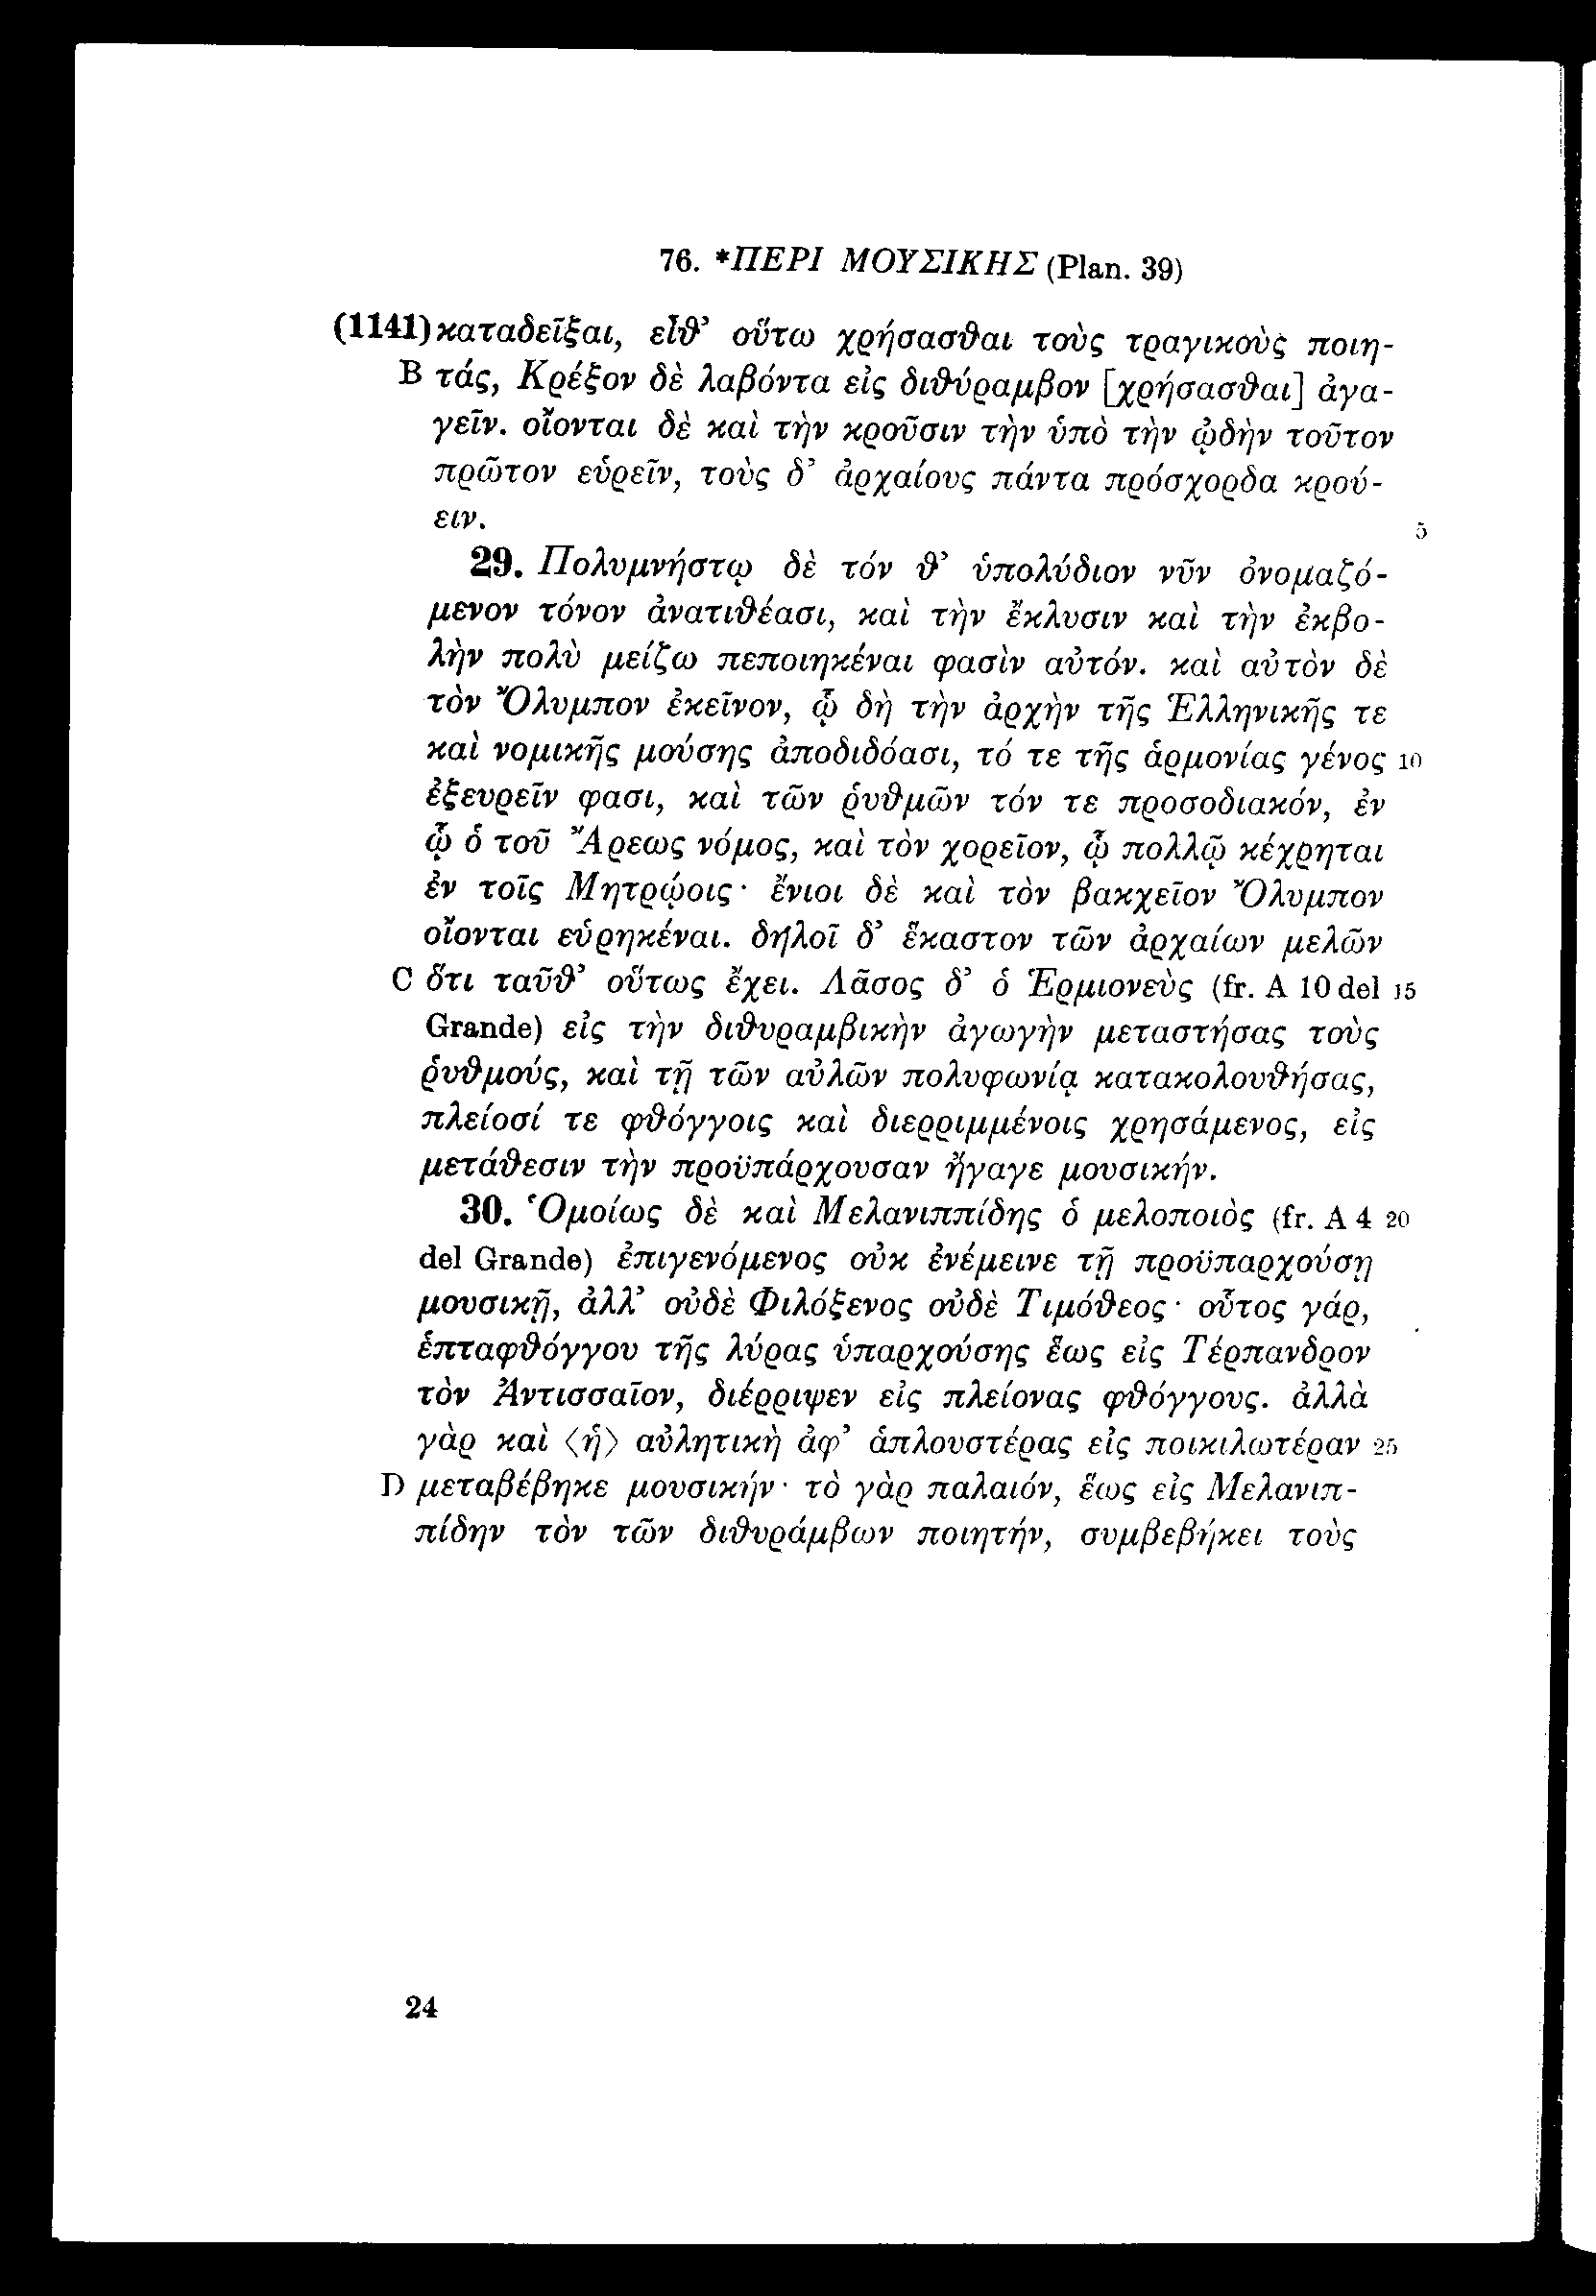 76. *ΠΕΡΙ ΜΟΥΣΙΚΗΣ (Plan. 39)
(1141) καταδεῖξαι, εἶθ’ οὕτω χρήσασθαι τοὺς τραγικοὺς ποιη-
B τάς, Κρέξον δὲ λαβόντα εἰς διθύραμβον [χρήσασθαι] ἀγα-
γεῖν. οἴονται δὲ καὶ τὴν κροῦσιν τὴν ὑπὸ τὴν ᾠδὴν τοῦτον
πρῶτον εὑρεῖν, τοὺς δ’ ἀρχαίους πάντα πρόσχορδα κρού-
ειν. 5
29. Πολυμνήστῳ δὲ τόν θ’ ὑπολύδιον νῦν ὀνομαζό-
μενον τόνον ἀνατιθέασι, καὶ τὴν ἔκλυσιν καὶ τὴν ἐκβο-
λὴν πολὺ μείζω πεποιηκέναι φασὶν αὐτόν. καὶ αὐτὸν δὲ
τὸν Ὄλυμπον ἐκεῖνον, ᾧ δὴ τὴν ἀρχὴν τῆς Ἑλληνικῆς τε
καὶ νομικῆς μούσης ἀποδιδόασι, τό τε τῆς ἁρμονίας γένος 10
ἐξευρεῖν φασι, καὶ τῶν ῥυθμῶν τόν τε προσοδιακόν, ἐν
ᾧ ὁ τοῦ Ἄρεως νόμος, καὶ τὸν χορεῖον, ᾧ πολλῷ κέχρηται
ἐν τοῖς Μητρῴοις· ἔνιοι δὲ καὶ τὸν βακχεῖον Ὄλυμπον
οἴονται εὑρηκέναι. δηλοῖ δ’ ἕκαστον τῶν ἀρχαίων μελῶν
C ὅτι ταῦθ’ οὕτως ἔχει. Λᾶσος δ’ ὁ Ἑρμιονεὺς (fr. A 10 del 15
Grande) εἰς τὴν διθυραμβικὴν ἀγωγὴν μεταστήσας τοὺς
ῥυθμούς, καὶ τῇ τῶν αὐλῶν πολυφωνίᾳ κατακολουθήσας,
πλείοσί τε φθόγγοις καὶ διερριμμένοις χρησάμενος, εἰς
μετάθεσιν τὴν προϋπάρχουσαν ἤγαγε μουσικήν.
30. Ὁμοίως δὲ καὶ Μελανιππίδης ὁ μελοποιὸς (fr. A 4 20
del Grande) ἐπιγενόμενος οὐκ ἐνέμεινε τῇ προϋπαρχούσῃ
μουσικῇ, ἀλλ’ οὐδὲ Φιλόξενος οὐδὲ Τιμόθεος· οὗτος γάρ,
ἑπταφθόγγου τῆς λύρας ὑπαρχούσης ἕως εἰς Τέρπανδρον
τὸν Ἀντισσαῖον, διέρριψεν εἰς πλείονας φθόγγους. ἀλλὰ
γὰρ καὶ ⟨ἡ⟩ αὐλητικὴ ἀφ’ ἁπλουστέρας εἰς ποικιλωτέραν 25
D μεταβέβηκε μουσικήν· τὸ γὰρ παλαιόν, ἕως εἰς Μελανιπ-
πίδην τὸν τῶν διθυράμβων ποιητήν, συμβεβήκει τοὺς
24